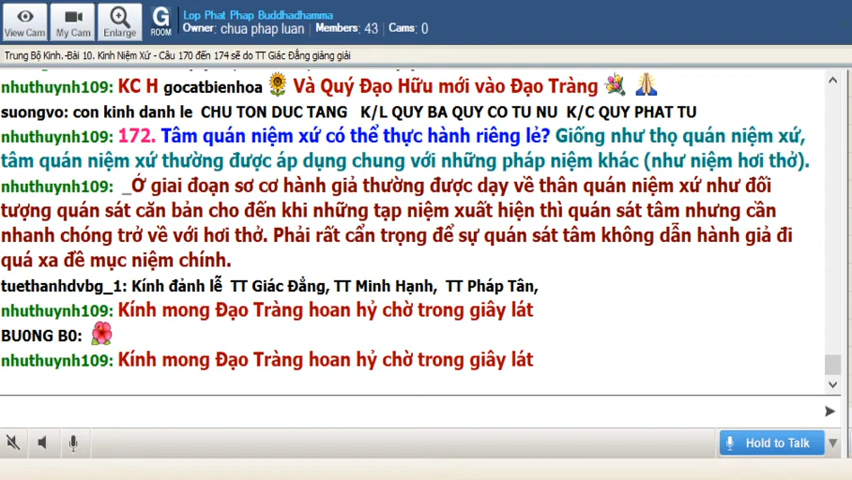 Lop Phat Phap Buddhadhamma
G Owner: chua phap luan Members: 43 Cams: 0
View Cam My Cam Enlarge ROOM
Trung Bộ Kinh.-Bài 10. Kinh Niệm Xứ - Câu 170 đến 174 sẽ do TT Giác Đẳng giảng giải
nhuthuynh109: KC H gocatbienhoa Và Quý Đạo Hữu mới vào Đạo Tràng
suongvo: con kinh danh le CHU TON DUC TANG K/L QUY BA QUY CO TU NU K/C QUY PHAT TU
nhuthuynh109: 172. Tâm quán niệm xứ có thể thực hành riêng lẻ? Giống như thọ quán niệm xứ,
tâm quán niệm xứ thường được áp dụng chung với những pháp niệm khác (như niệm hơi thở).
nhuthuynh109: _Ở giai đoạn sơ cơ hành giả thường được dạy về thân quán niệm xứ như đối
tượng quán sát căn bản cho đến khi những tạp niệm xuất hiện thì quán sát tâm nhưng cần
nhanh chóng trở về với hơi thở. Phải rất cẩn trọng để sự quán sát tâm không dẫn hành giả đi
quá xa đề mục niệm chính.
tuethanhdvbg_1: Kính đảnh lễ TT Giác Đẳng, TT Minh Hạnh, TT Pháp Tân,
nhuthuynh109: Kính mong Đạo Tràng hoan hỷ chờ trong giây lát
BU0NG B0:
nhuthuynh109: Kính mong Đạo Tràng hoan hỷ chờ trong giây lát
Hold to Talk